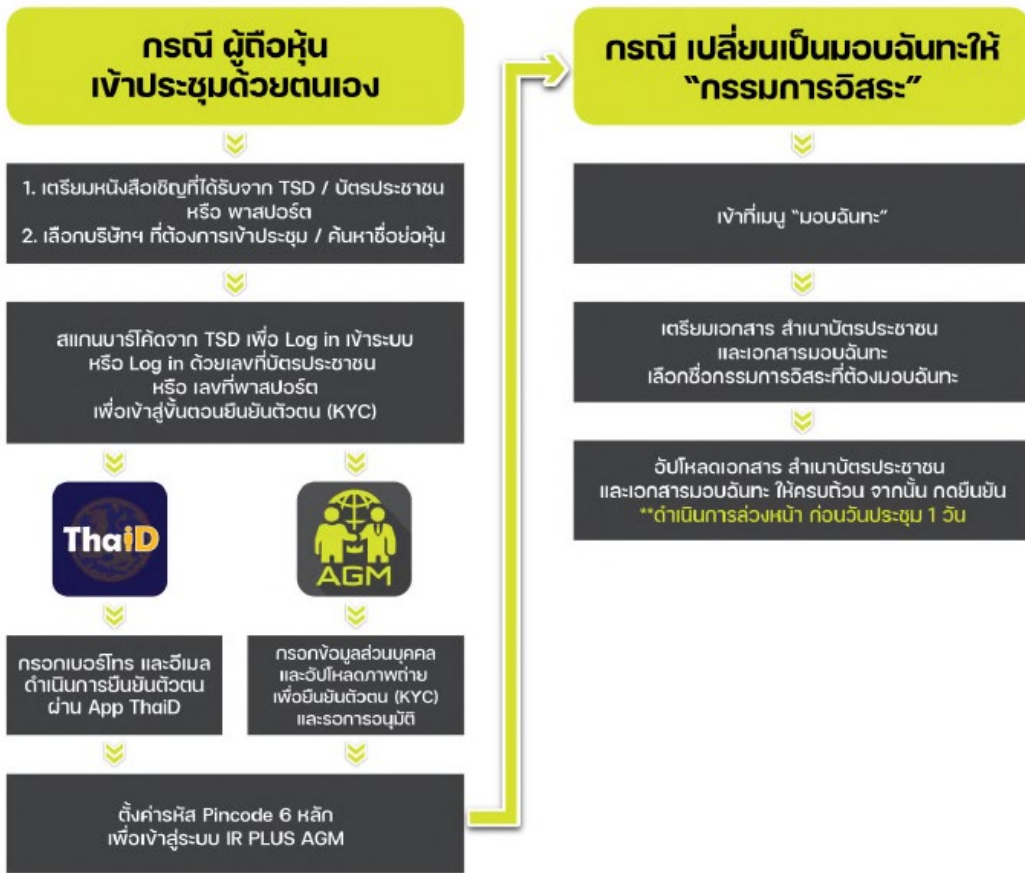 กรณี ผู้ถือหุ้น
เข้าประชุมด้วยตนเอง
1. เตรียมหนังสือเชิญที่ได้รับจาก TSD / บัตรประชาชน
หรือ พาสปอร์ต
2. เลือกบริษัทฯ ที่ต้องการเข้าประชุม / ค้นหาชื่อย่อหุ้น
สแกนบาร์โค้ดจาก TSD เพื่อ Log in เข้าระบบ
หรือ Log in ด้วยเลขที่บัตรประชาชน
หรือ เลขที่พาสปอร์ต
เพื่อเข้าสู่ขั้นตอนยืนยันตัวตน (KYC)
ThaiD
กรอกเบอร์โทร และอีเมล
ดำเนินการยืนยันตัวตน
ผ่าน App ThaiD
AGM
กรอกข้อมูลส่วนบุคคล
และอัปโหลดภาพถ่าย
เพื่อยืนยันตัวตน (KYC)
และรอการอนุมัติ
ตั้งค่ารหัส Pincode 6 หลัก
เพื่อเข้าสู่ระบบ IR PLUS AGM
กรณี เปลี่ยนเป็นมอบฉันทะให้
“กรรมการอิสระ”
เข้าที่เมนู “มอบฉันทะ”
เตรียมเอกสาร สำเนาบัตรประชาชน
และเอกสารมอบฉันทะ
เลือกชื่อกรรมการอิสระที่ต้องมอบฉันทะ
อัปโหลดเอกสาร สำเนาบัตรประชาชน
และเอกสารมอบฉันทะ ให้ครบถ้วน จากนั้น กดยืนยัน
**ดำเนินการล่วงหน้า ก่อนวันประชุม 1 วัน